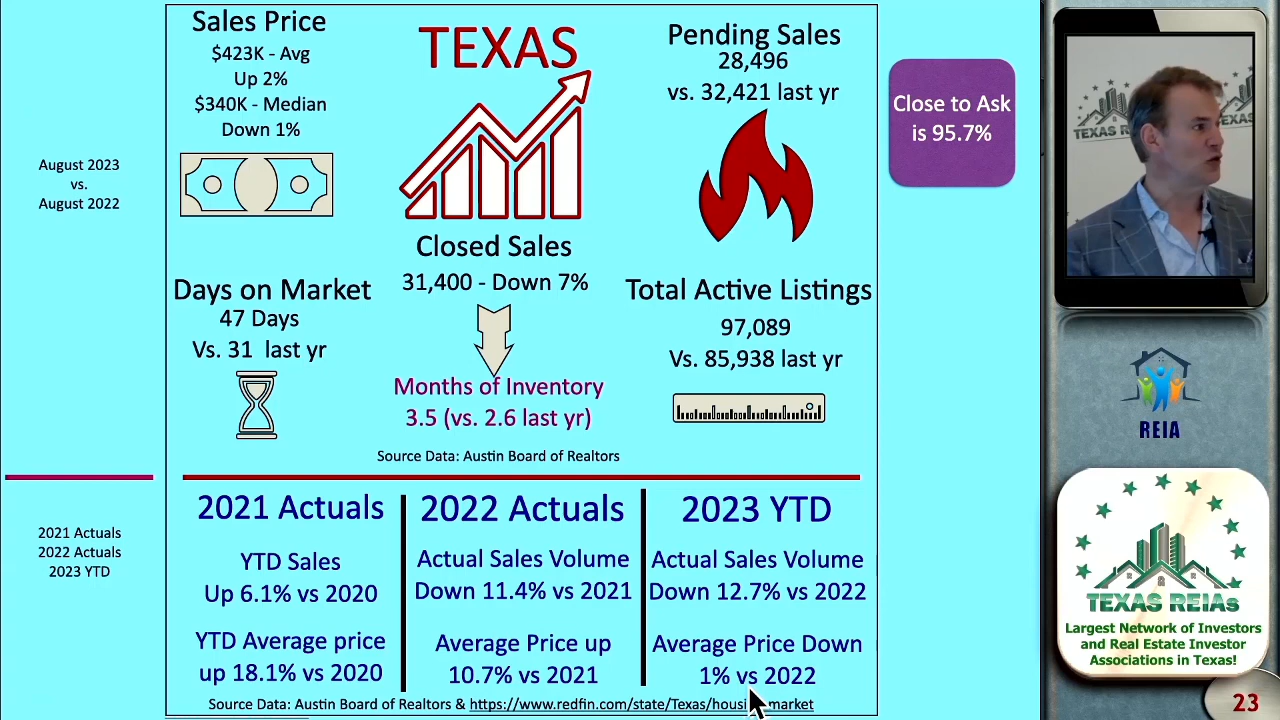 August 2023
vs.
August 2022
Sales Price
$423K - Avg
Up 2%
$340K - Median
Down 1%
TEXAS
Pending Sales
28,496
vs. 32,421 last yr
Close to Ask
is 95.7%
Days on Market
47 Days
Vs. 31 last yr
Closed Sales
31,400 - Down 7%
Months of Inventory
3.5 (vs. 2.6 last yr)
Total Active Listings
97,089
Vs. 85,938 last yr
Source Data: Austin Board of Realtors
2021 Actuals
2022 Actuals
2023 YTD
2021 Actuals
YTD Sales
Up 6.1% vs 2020
YTD Average price
up 18.1% vs 2020
2022 Actuals
Actual Sales Volume
Down 11.4% vs 2021
Average Price up
10.7% vs 2021
2023 YTD
Actual Sales Volume
Down 12.7% vs 2022
Average Price Down
1% vs 2022
Source Data: Austin Board of Realtors & https://www.redfin.com/state/Texas/housi market
TEXAS
TEXAS
REIA
TEXAS REIAs
Largest Network of Investors
and Real Estate Investor
Associations in Texas!
23